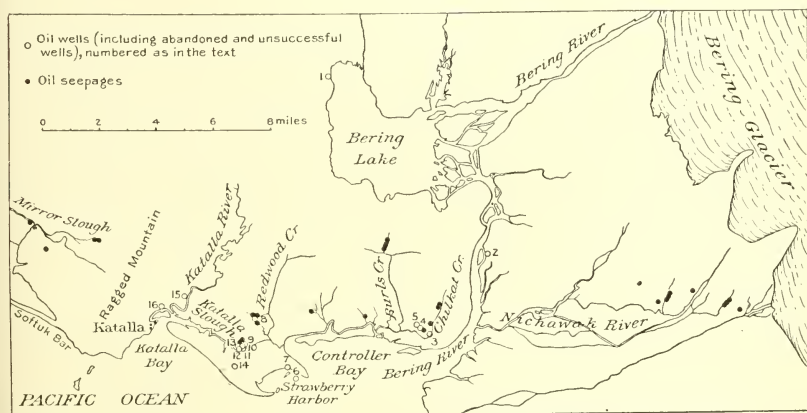 Oil wells (including abandoned and unsuccessful
wells), numbered as in the text
Oil seepages
0 2 4 6 8 miles
1
Bering River
Bering Glacier
Bering
Lake
Mirror Slough
Ragged Mountain
Katalla River
Redwood Cr
Burls Cr
Chilkat Cr
2
16
15
Katalla
Slough
Katalla
8
5
4
3
Nichawak River
Softuk Bar
Katalla
Bay
13 9
10
12 11
14
Controller
Bay
Bering River
7
6
Strawberry
Harbor
PACIFIC OCEAN